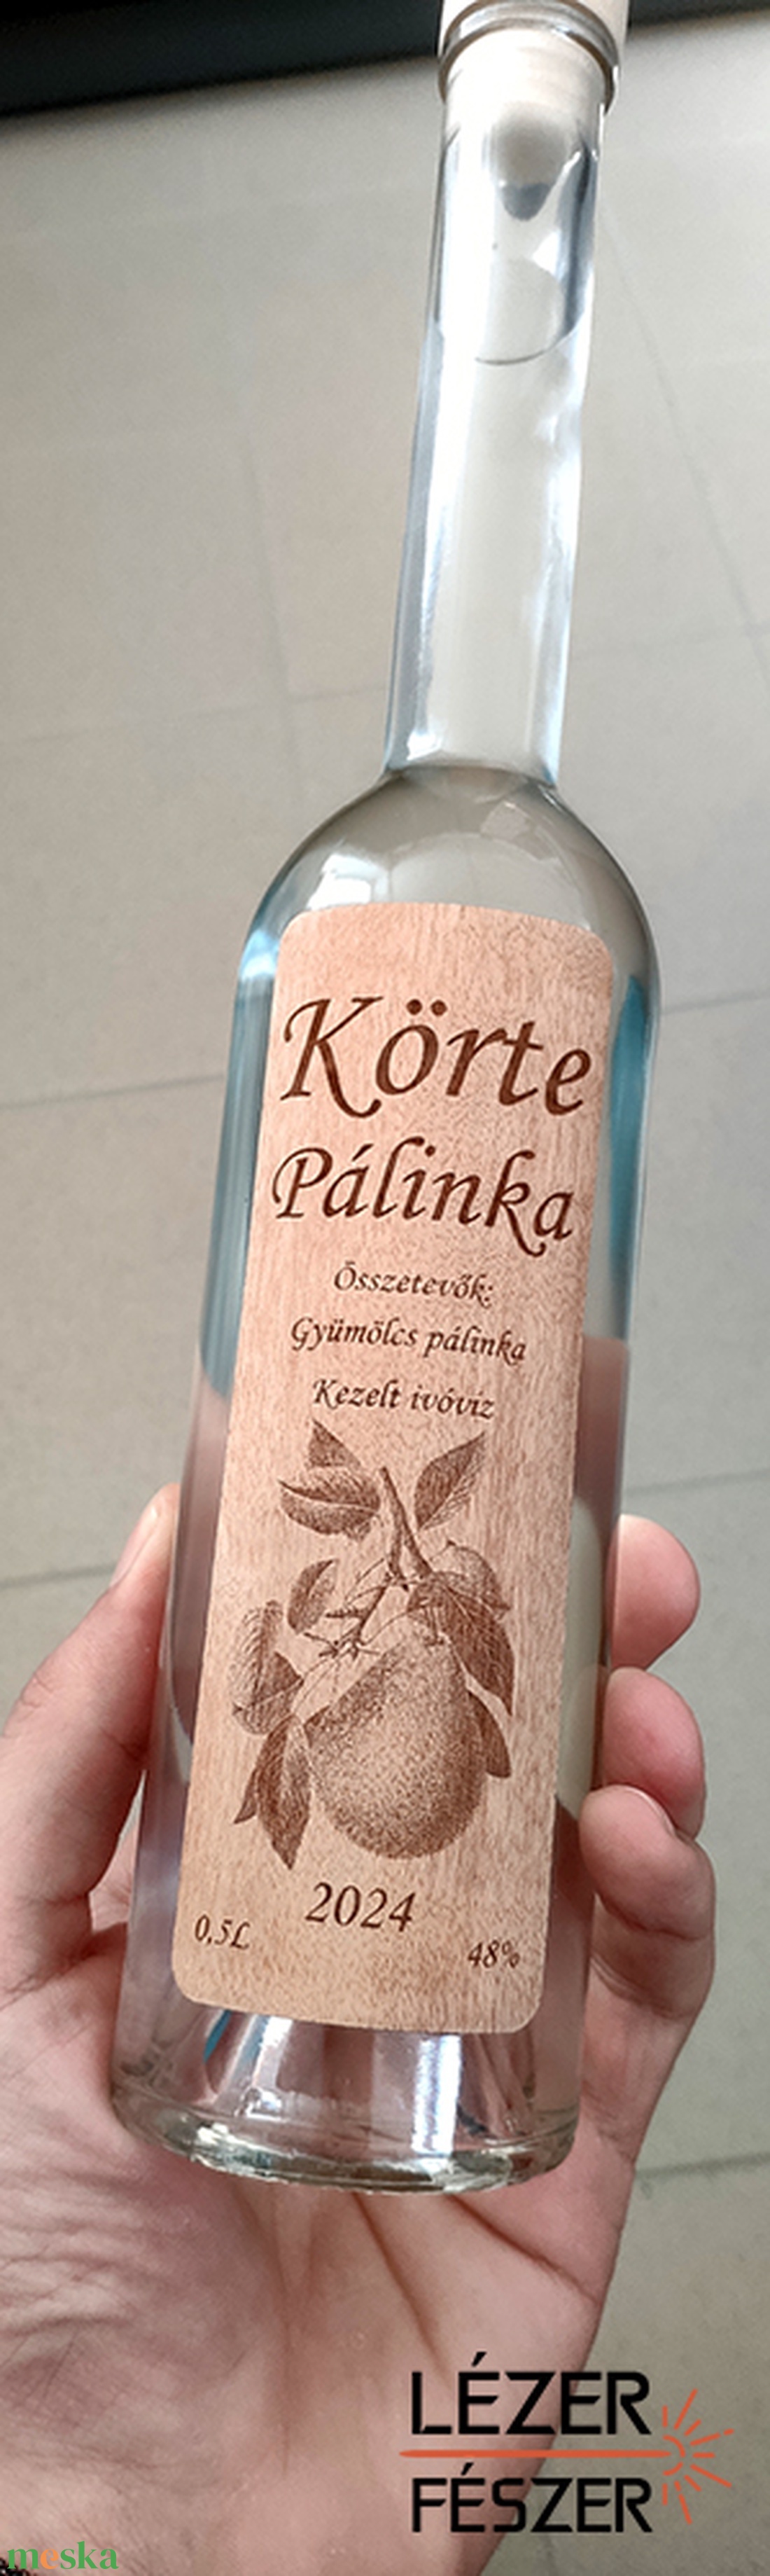 Körte
Pálinka
Összetevők:
Gyümölcs pálinka
Kezelt ivóvíz
2024
0,5L 48%
LÉZER
FÉSZER
meska